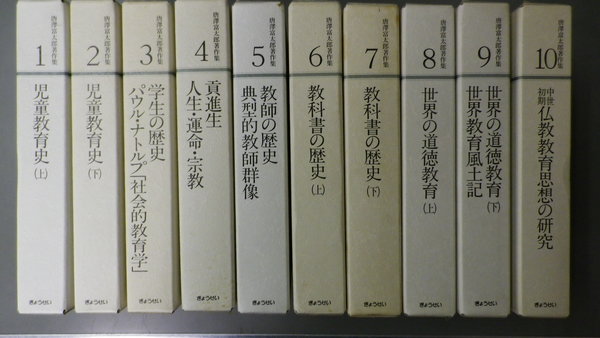 唐澤富太郎著作集
1
児童教育史(上)
ぎょうせい
唐澤富太郎著作集
2
児童教育史(下)
ぎょうせい
唐澤富太郎著作集
3
学生の歴史
パウル・ナトルプ「社会的教育学」
ぎょうせい
唐澤富太郎著作集
4
貢進生
人生・運命・宗教
ぎょうせい
唐澤富太郎著作集
5
教師の歴史
典型的教師群像
ぎょうせい
唐澤富太郎著作集
6
教科書の歴史(上)
ぎょうせい
唐澤富太郎著作集
7
教科書の歴史(下)
ぎょうせい
唐澤富太郎著作集
8
世界の道徳教育(上)
ぎょうせい
唐澤富太郎著作集
9
世界の道徳教育(下)
世界教育風土記
ぎょうせい
唐澤富太郎著作集
10
中世初期仏教教育思想の研究
ぎょうせい